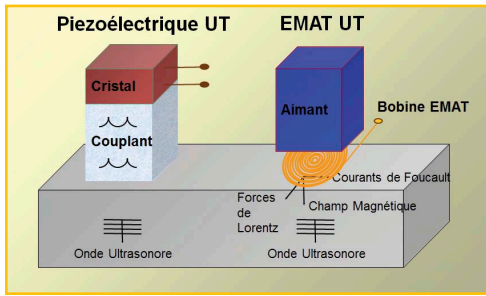 Piezoélectrique UT
EMAT UT
Cristal
Couplant
Aimant
Bobine EMAT
Courants de Foucault
Forces
de
Lorentz
Champ Magnétique
Onde Ultrasonore
Onde Ultrasonore